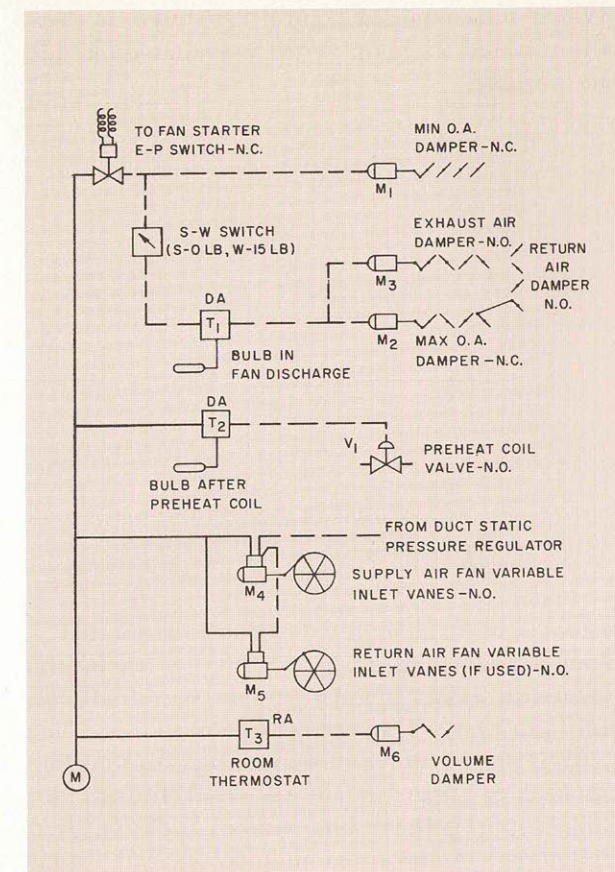 TO FAN STARTER
E-P SWITCH-N.C.
MIN O.A.
DAMPER-N.C.
M1
S-W SWITCH
(S-O LB, W-15 LB)
EXHAUST AIR
DAMPER-N.O.
M3
RETURN
AIR
DAMPER
N.O.
DA
T1
M2
MAX O.A.
DAMPER-N.C.
BULB IN
FAN DISCHARGE
DA
T2
V1
PREHEAT COIL
VALVE-N.O.
BULB AFTER
PREHEAT COIL
FROM DUCT STATIC
PRESSURE REGULATOR
M4
SUPPLY AIR FAN VARIABLE
INLET VANES-N.O.
M5
RETURN AIR FAN VARIABLE
INLET VANES (IF USED)-N.O.
T3
RA
ROOM
THERMOSTAT
M6
VOLUME
DAMPER
M